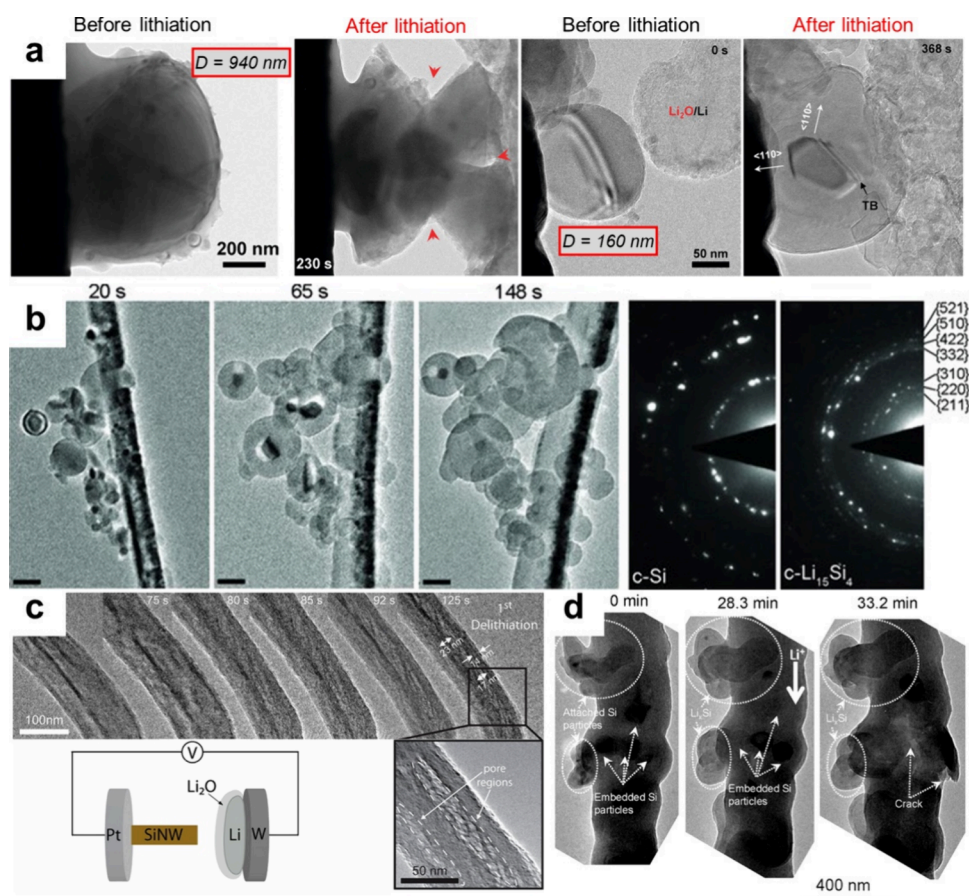 Before lithiation
After lithiation
Before lithiation
After lithiation
a
D = 940 nm
200 nm
230 s
0 s
Li₂O/Li
D = 160 nm
50 nm
368 s
<110>
<110>
TB
b
20 s
65 s
148 s
c-Si
c-Li₁₅Si₄
{521}
{510}
{422}
{332}
{310}
{220}
{211}
c
75 s
80 s
85 s
92 s
125 s
1st
Delithiation
100nm
pore
regions
50 nm
V
Li₂O
Pt
SiNW
Li
W
d
0 min
28.3 min
33.2 min
Attached Si
particles
Embedded Si
particles
Li⁺
LiₓSi
Embedded Si
particles
LiₓSi
Crack
400 nm